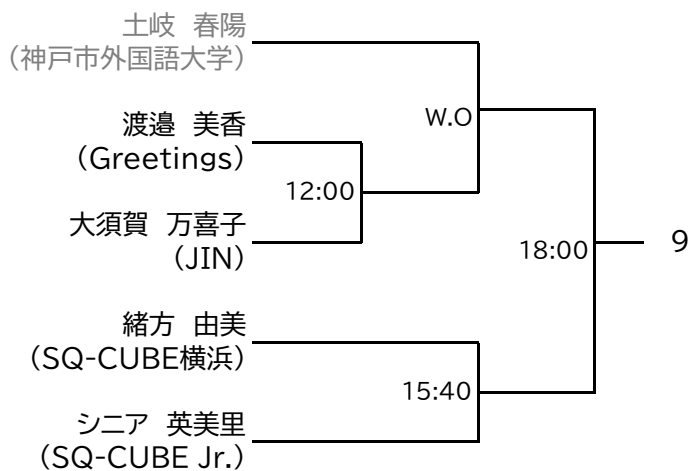 土岐 春陽
(神戸市外国語大学)
W.O
渡邉 美香
(Greetings)
12:00
大須賀 万喜子
(JIN)
18:00
9
緒方 由美
(SQ-CUBE横浜)
15:40
シニア 英美里
(SQ-CUBE Jr.)